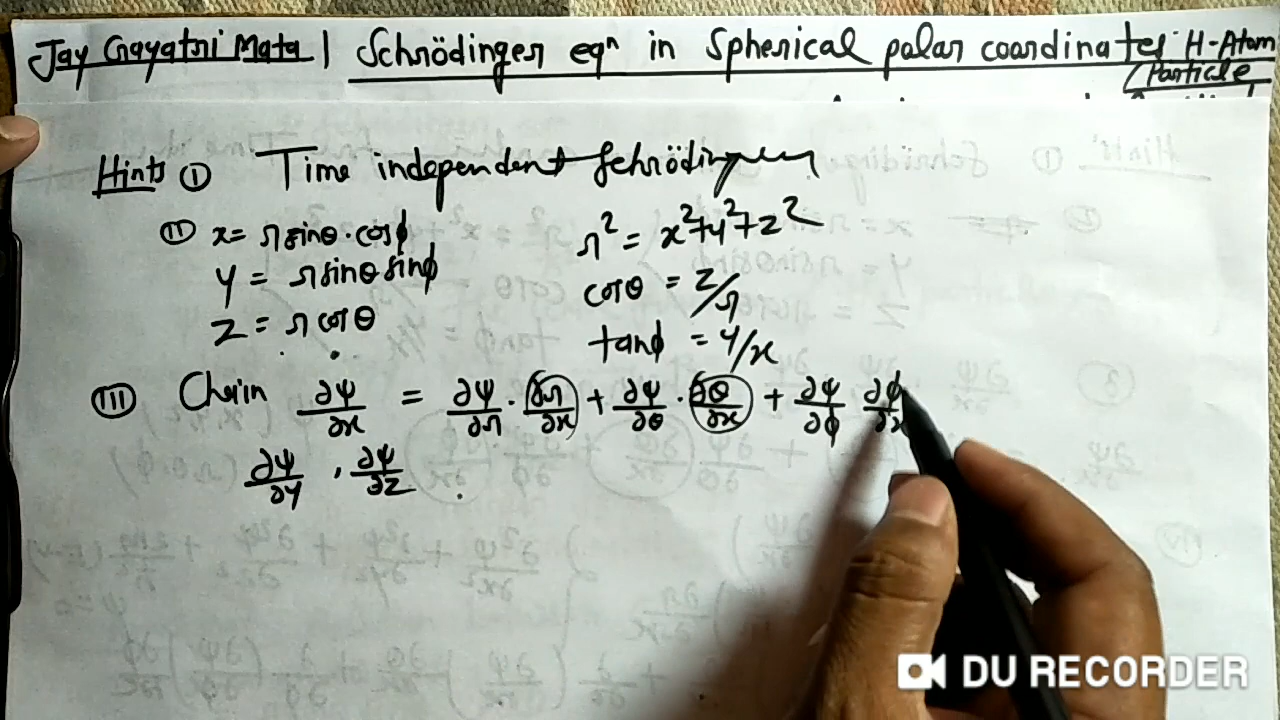 Jay Gayatri Mata | Schrödinger eqⁿ in Spherical polar coardinates H-Atom
(Particle
Hints ① Time independent Schrödinger
② x = r sinθ·cosϕ r² = x²+y²+z²
y = r sinθ sinϕ cosθ = z/r
z = r cosθ tanϕ = y/x
③ Chain ∂ψ/∂x = ∂ψ/∂r · ∂r/∂x + ∂ψ/∂θ · ∂θ/∂x + ∂ψ/∂ϕ ∂ϕ/∂x
∂ψ/∂y , ∂ψ/∂z
DU RECORDER